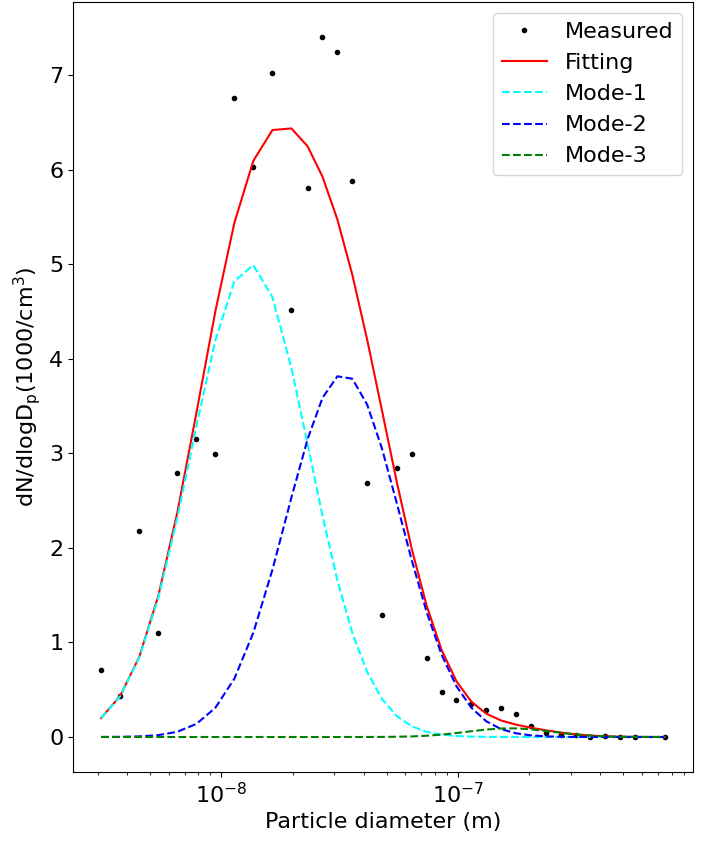 Measured
Fitting
Mode-1
Mode-2
Mode-3
7
6
5
4
3
2
1
0
dN/dlogDₚ(1000/cm³)
10⁻⁸ 10⁻⁷
Particle diameter (m)